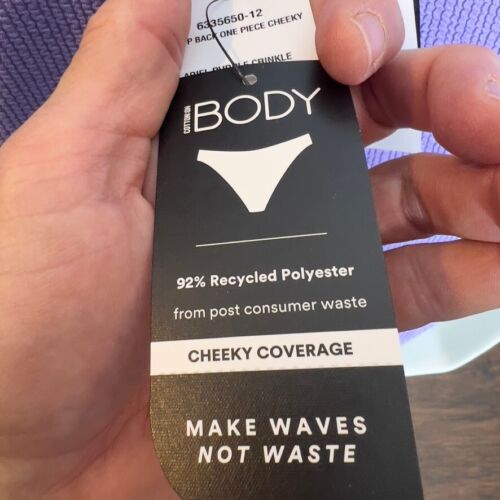 6335650-12
BACK ONE PIECE CHEEKY
CRINKLE
COTTON:ON
BODY
92% Recycled Polyester
from post consumer waste
CHEEKY COVERAGE
MAKE WAVES
NOT WASTE